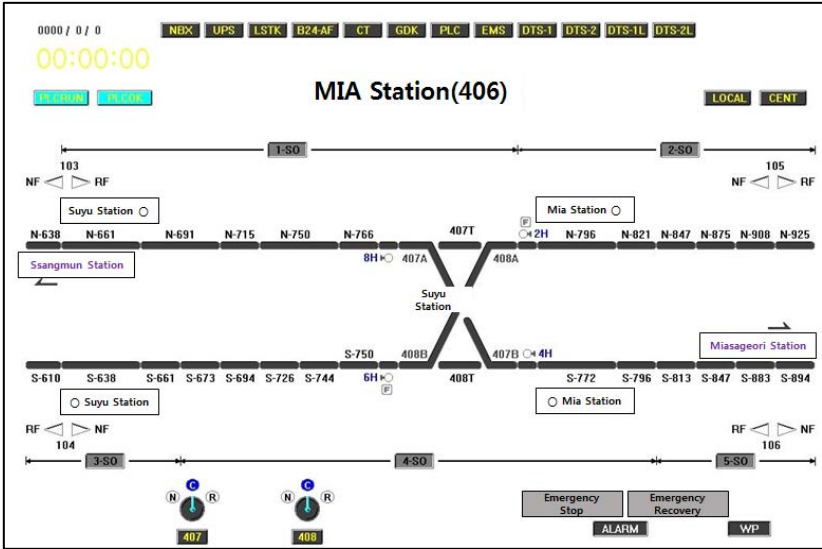 0000 / 0 / 0
NBX UPS LSTK B24-AF CT GDK PLC EMS DTS-1 DTS-2 DTS-1L DTS-2L
00:00:00
PLCRUN PLCOK
MIA Station(406)
LOCAL CENT
1-SO 2-SO
103 105
NF RF NF RF
Suyu Station Mia Station
F
N-638 N-661 N-691 N-715 N-750 N-766 407T 2H N-796 N-821 N-847 N-875 N-908 N-925
8H 407A 408A
Ssangmun Station
Suyu
Station
Miasageori Station
S-750 408B 407B 4H
S-610 S-638 S-661 S-673 S-694 S-726 S-744 6H 408T S-772 S-796 S-813 S-847 S-883 S-894
F
Suyu Station Mia Station
RF NF RF NF
104 106
3-SO 4-SO 5-SO
C C
N R N R
407 408
Emergency
Stop
Emergency
Recovery
ALARM WP